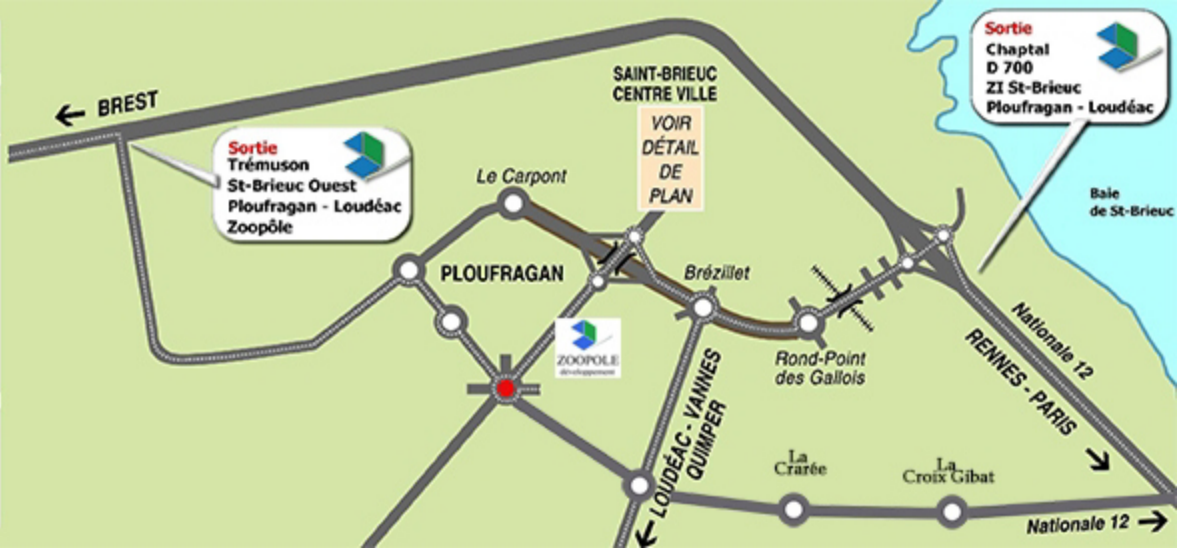 Sortie
Chaptal
D 700
ZI St-Brieuc
Ploufragan - Loudéac
SAINT-BRIEUC
CENTRE VILLE
← BREST
VOIR
DÉTAIL
DE
PLAN
Sortie
Trémuson
St-Brieuc Ouest
Ploufragan - Loudéac
Zoopôle
Le Carpont
Baie
de St-Brieuc
PLOUFRAGAN
Brézillet
ZOOPOLE
développement
Rond-Point
des Gallois
Nationale 12
RENNES - PARIS
LOUDÉAC - VANNES
QUIMPER
La
Crarée
La
Croix Gibat
Nationale 12 →